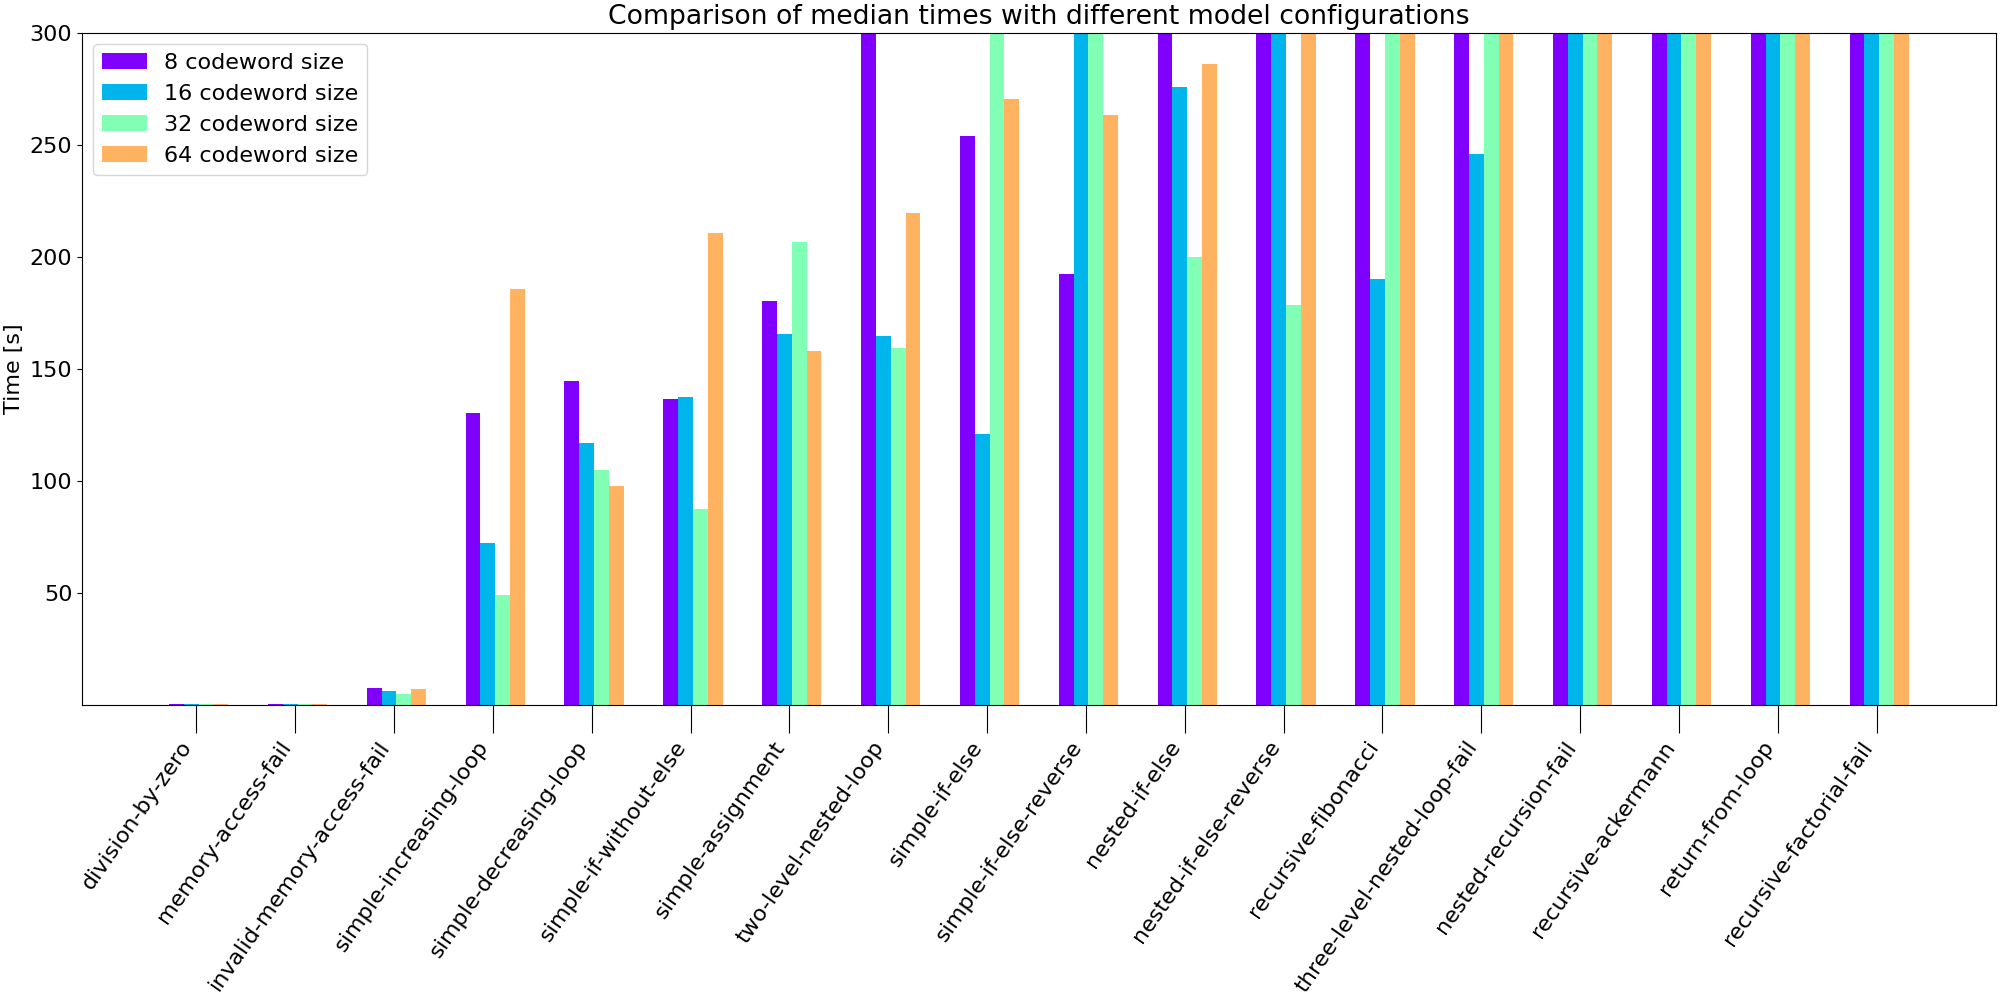 Comparison of median times with different model configurations
8 codeword size
16 codeword size
32 codeword size
64 codeword size
Time [s]
300
250
200
150
100
50
division-by-zero
memory-access-fail
invalid-memory-access-fail
simple-increasing-loop
simple-decreasing-loop
simple-if-without-else
simple-assignment
two-level-nested-loop
simple-if-else
simple-if-else-reverse
nested-if-else
nested-if-else-reverse
recursive-fibonacci
three-level-nested-loop-fail
nested-recursion-fail
recursive-ackermann
return-from-loop
recursive-factorial-fail